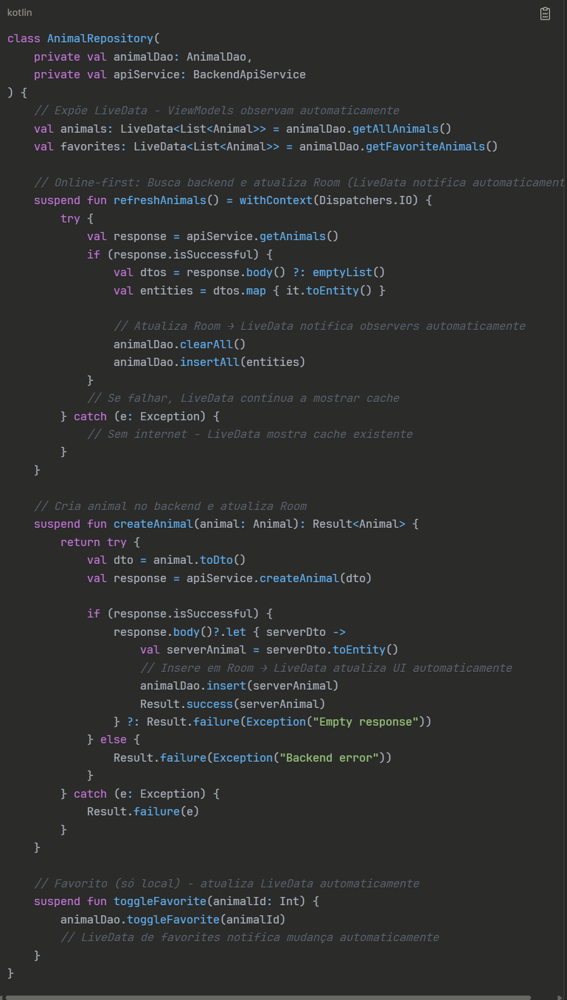 kotlin
class AnimalRepository(
    private val animalDao: AnimalDao,
    private val apiService: BackendApiService
) {
    // Expõe LiveData - ViewModels observam automaticamente
    val animals: LiveData<List<Animal>> = animalDao.getAllAnimals()
    val favorites: LiveData<List<Animal>> = animalDao.getFavoriteAnimals()

    // Online-first: Busca backend e atualiza Room (LiveData notifica automaticament
    suspend fun refreshAnimals() = withContext(Dispatchers.IO) {
        try {
            val response = apiService.getAnimals()
            if (response.isSuccessful) {
                val dtos = response.body() ?: emptyList()
                val entities = dtos.map { it.toEntity() }

                // Atualiza Room → LiveData notifica observers automaticamente
                animalDao.clearAll()
                animalDao.insertAll(entities)
            }
            // Se falhar, LiveData continua a mostrar cache
        } catch (e: Exception) {
            // Sem internet - LiveData mostra cache existente
        }
    }

    // Cria animal no backend e atualiza Room
    suspend fun createAnimal(animal: Animal): Result<Animal> {
        return try {
            val dto = animal.toDto()
            val response = apiService.createAnimal(dto)

            if (response.isSuccessful) {
                response.body()?.let { serverDto ->
                    val serverAnimal = serverDto.toEntity()
                    // Insere em Room → LiveData atualiza UI automaticamente
                    animalDao.insert(serverAnimal)
                    Result.success(serverAnimal)
                } ?: Result.failure(Exception("Empty response"))
            } else {
                Result.failure(Exception("Backend error"))
            }
        } catch (e: Exception) {
            Result.failure(e)
        }
    }

    // Favorito (só local) - atualiza LiveData automaticamente
    suspend fun toggleFavorite(animalId: Int) {
        animalDao.toggleFavorite(animalId)
        // LiveData de favorites notifica mudança automaticamente
    }
}